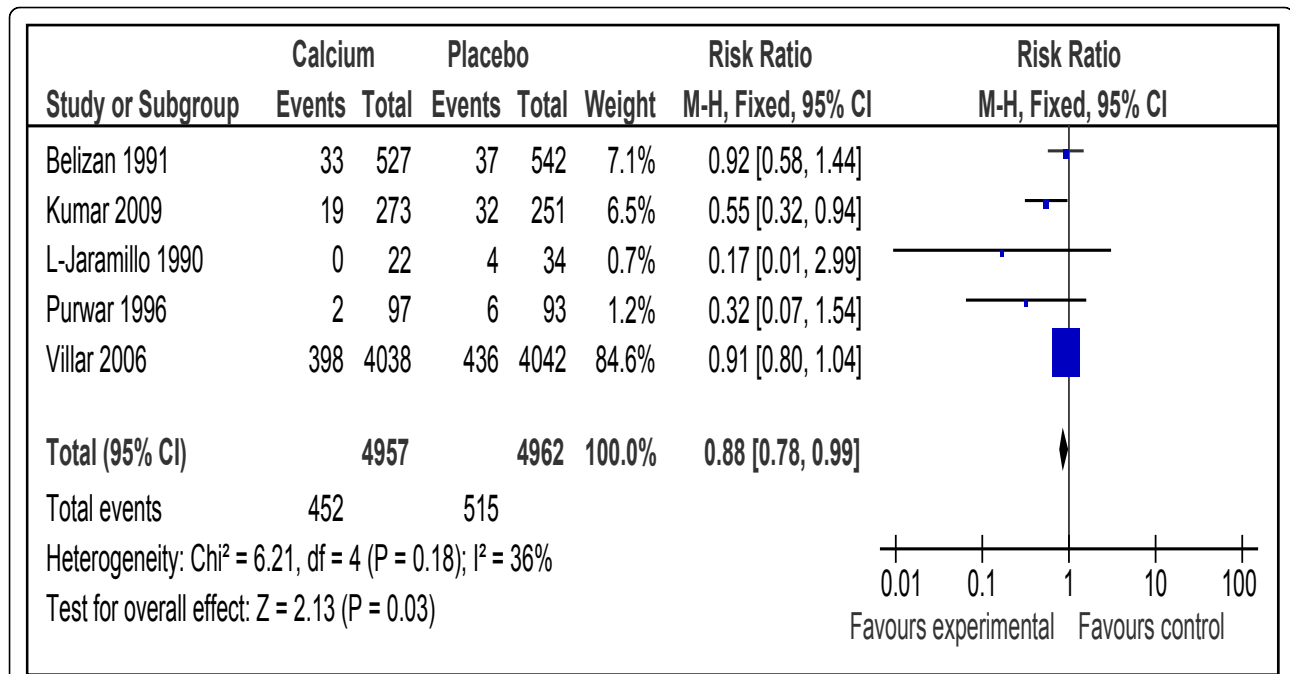 Calcium Placebo Risk Ratio Risk Ratio
Study or Subgroup Events Total Events Total Weight M-H, Fixed, 95% CI M-H, Fixed, 95% CI
Belizan 1991 33 527 37 542 7.1% 0.92 [0.58, 1.44]
Kumar 2009 19 273 32 251 6.5% 0.55 [0.32, 0.94]
L-Jaramillo 1990 0 22 4 34 0.7% 0.17 [0.01, 2.99]
Purwar 1996 2 97 6 93 1.2% 0.32 [0.07, 1.54]
Villar 2006 398 4038 436 4042 84.6% 0.91 [0.80, 1.04]
Total (95% CI) 4957 4962 100.0% 0.88 [0.78, 0.99]
Total events 452 515
Heterogeneity: Chi² = 6.21, df = 4 (P = 0.18); I² = 36%
Test for overall effect: Z = 2.13 (P = 0.03)
0.01 0.1 1 10 100
Favours experimental Favours control